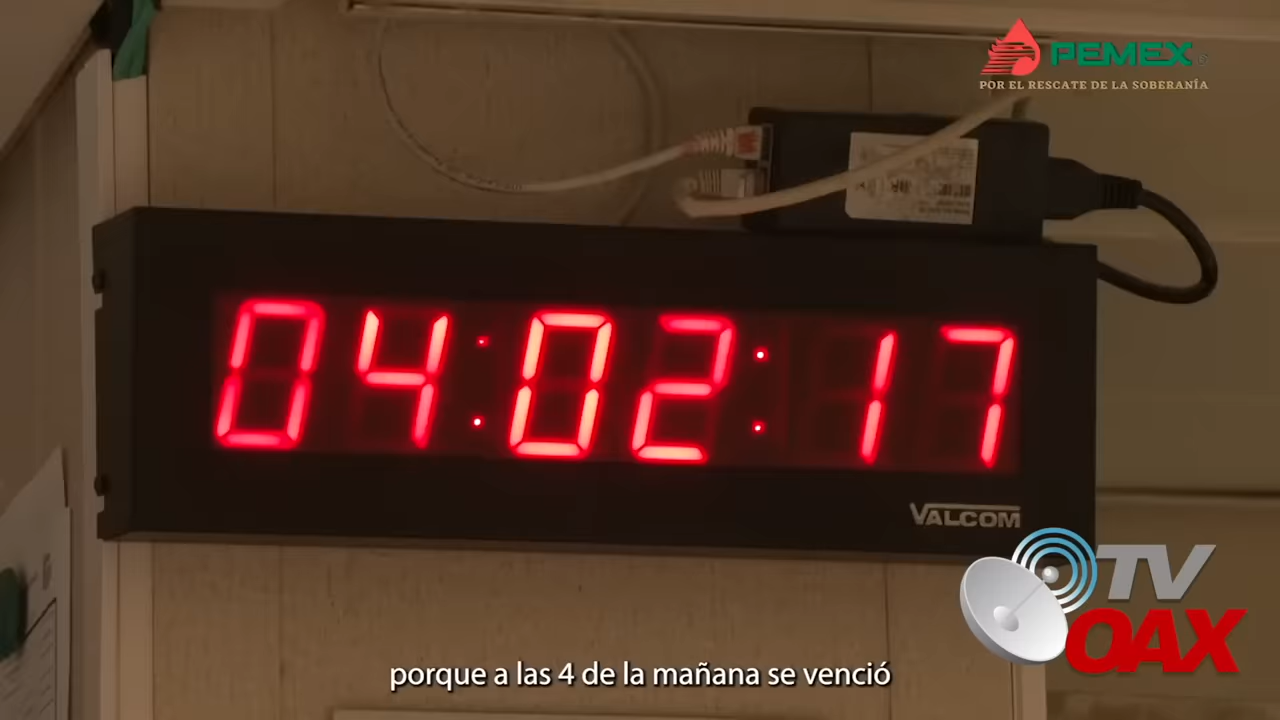 PEMEX
POR EL RESCATE DE LA SOBERANÍA
04:02:17
VALCOM
TV
OAX
porque a las 4 de la mañana se venció